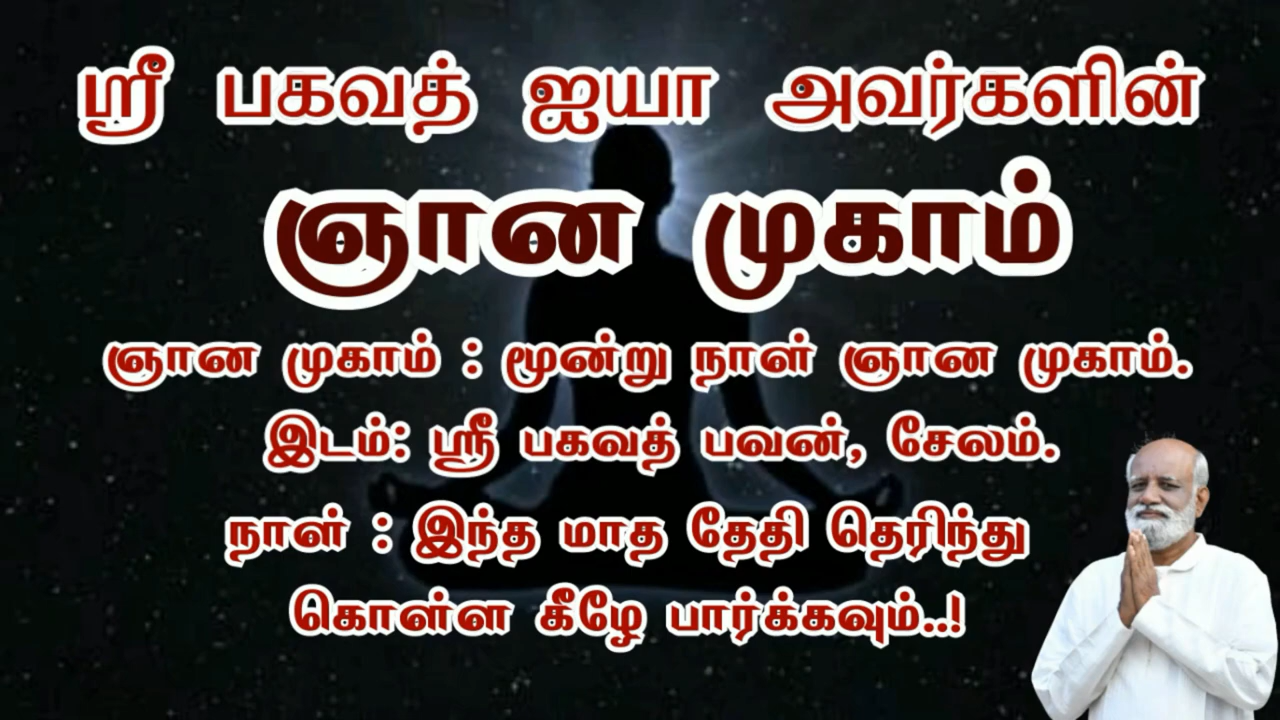 ஸ்ரீ பகவத் ஐயா அவர்களின்
ஞான முகாம்
ஞான முகாம் : மூன்று நாள் ஞான முகாம்.
இடம்: ஸ்ரீ பகவத் பவன், சேலம்.
நாள் : இந்த மாத தேதி தெரிந்து
கொள்ள கீழே பார்க்கவும்..!